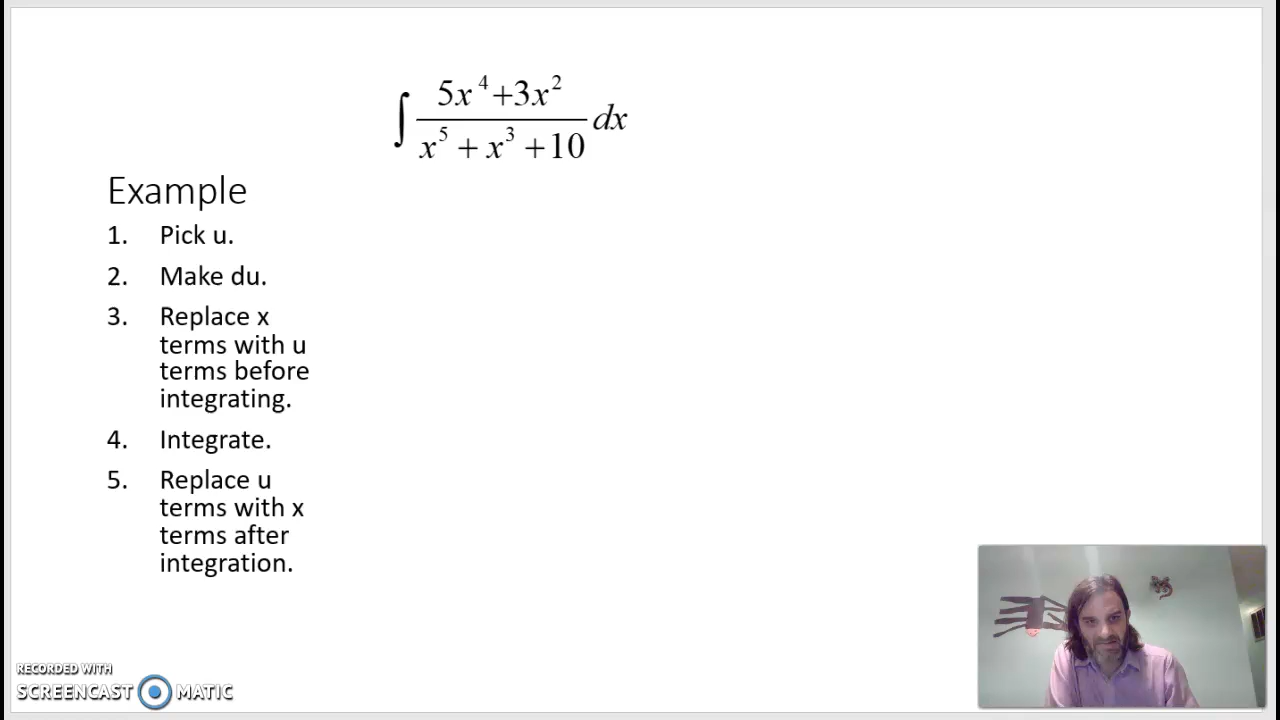 ∫ 5x⁴+3x² / x⁵ + x³ +10 dx
Example
1. Pick u.
2. Make du.
3. Replace x
terms with u
terms before
integrating.
4. Integrate.
5. Replace u
terms with x
terms after
integration.
RECORDED WITH
SCREENCAST MATIC